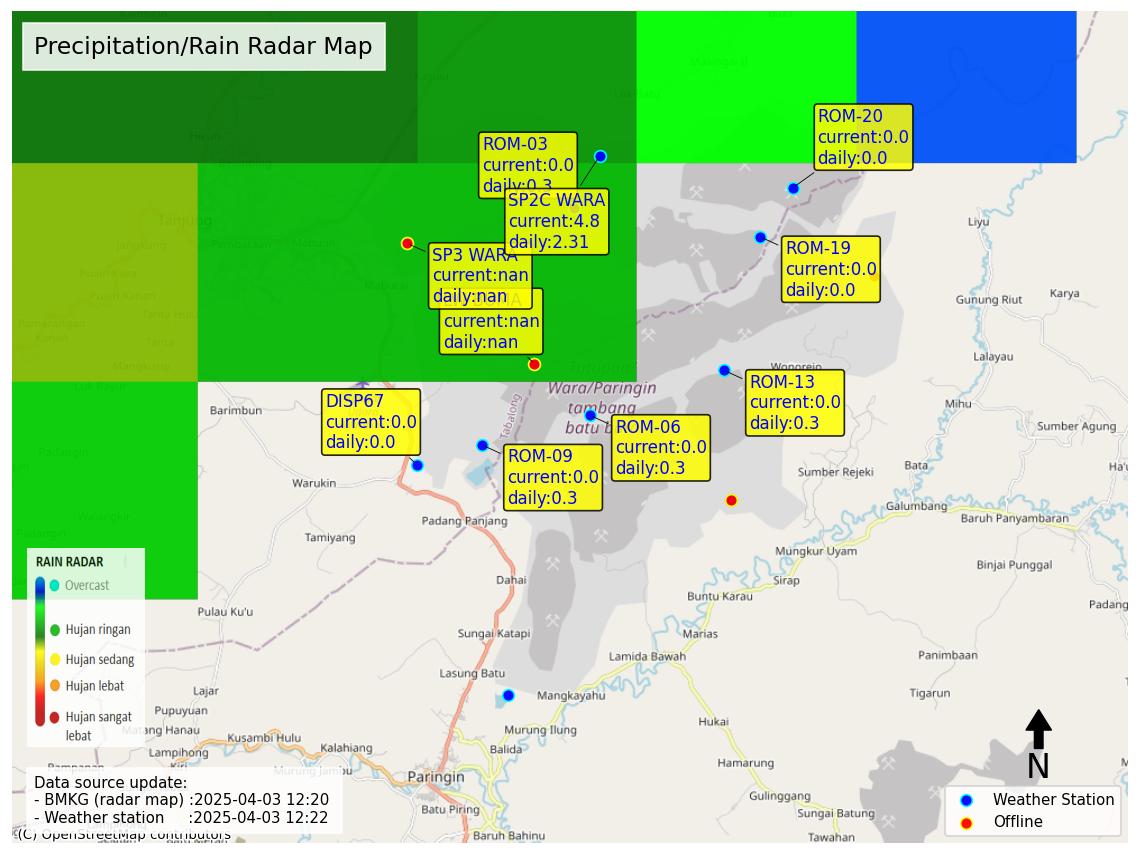 Precipitation/Rain Radar Map
ROM-20
current:0.0
daily:0.0
ROM-03
current:0.0
daily:0.3
SP2C WARA
current:4.8
daily:2.31
Tanjung
Maburai
SP3 WARA
current:nan
daily:nan
current:nan
daily:nan
ROM-19
current:0.0
daily:0.0
Liyu
Gunung Riut
Karya
Lalayau
Wonorejo
Tutupan
Wara/Paringin
tambang
batu b
Tabalong
ROM-13
current:0.0
daily:0.3
Mihu
Sumber Agung
DISP67
current:0.0
daily:0.0
Barimbun
ROM-06
current:0.0
daily:0.3
ROM-09
current:0.0
daily:0.3
Sumber Rejeki
Bata
Ha'u
Warukin
Galumbang
Baruh Panyambaran
Padang Panjang
Tamiyang
Mungkur Uyam
Binjai Punggal
Dahai
Sirap
Buntu Karau
Padang
RAIN RADAR
Overcast
Hujan ringan
Hujan sedang
Hujan lebat
Hujan sangat
lebat
Pulau Ku'u
Sungai Katapi
Marias
Lamida Bawah
Panimbaan
Lasung Batu
Lajar
Tigarun
Mangkayahu
Pupuyuan
Matang Hanau
Hukai
Murung Ilung
Kusambi Hulu
Lampihong
Kalahiang
Balida
Hamarung
Murung Jambu
Paringin
N
Gulinggang
Batu Piring
Sungai Batung
Baruh Bahinu
Tawahan
Data source update:
- BMKG (radar map) :2025-04-03 12:20
- Weather station :2025-04-03 12:22
(C) OpenStreetMap contributors
Weather Station
Offline